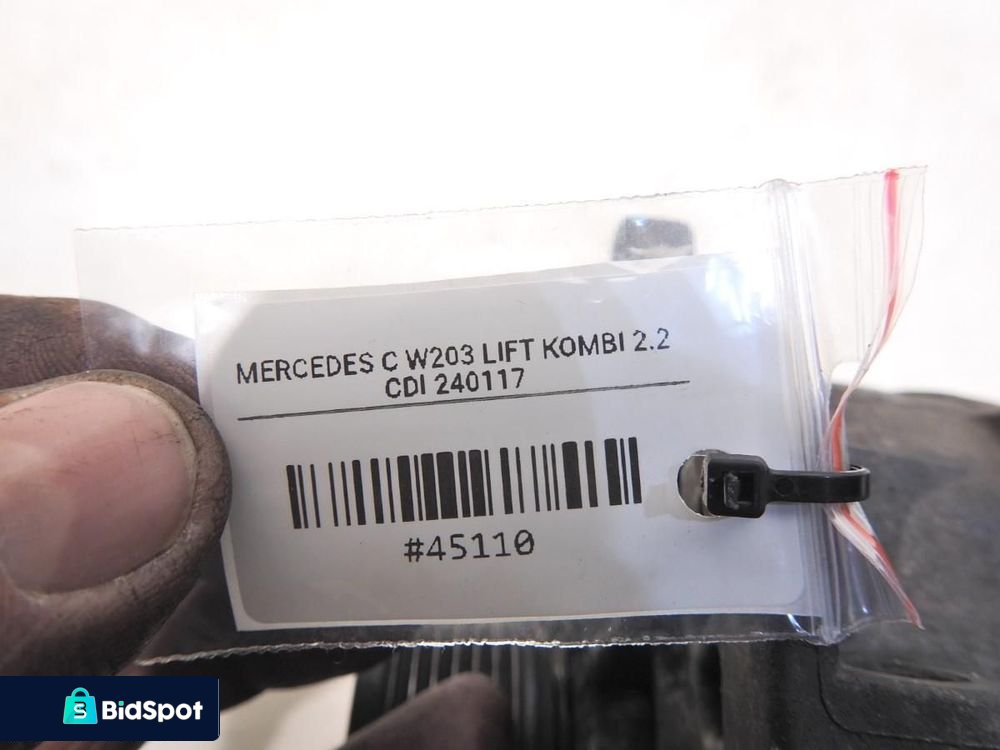 MERCEDES C W203 LIFT KOMBI 2.2
CDI 240117
#45110
BidSpot